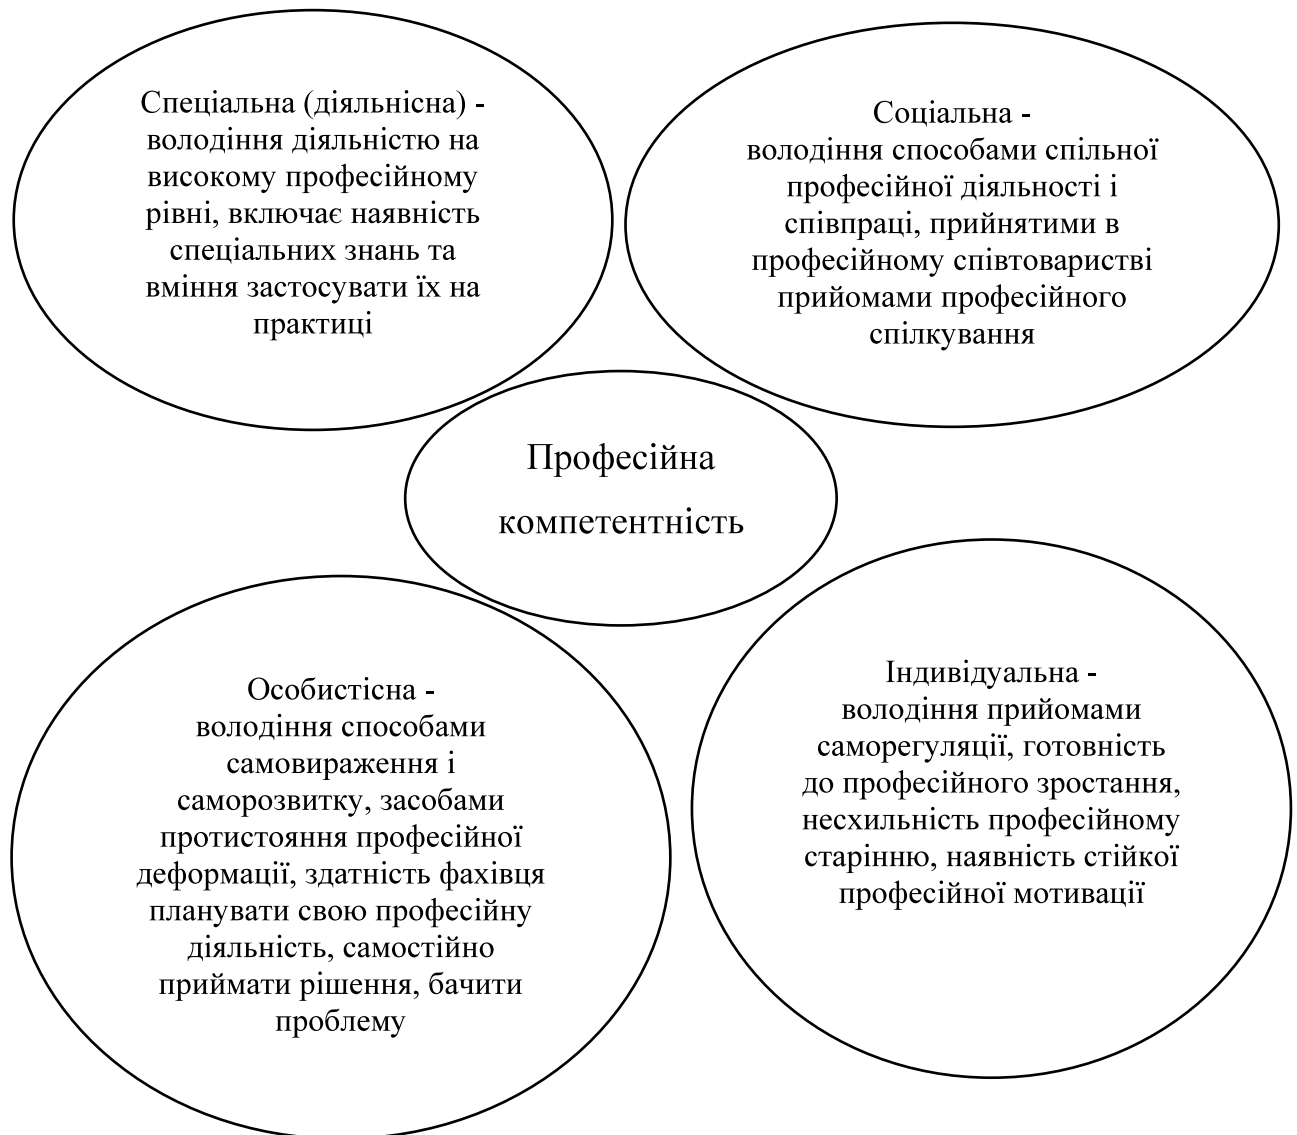 Спеціальна (діяльнісна) -
володіння діяльністю на
високому професійному
рівні, включає наявність
спеціальних знань та
вміння застосувати їх на
практиці
Соціальна -
володіння способами спільної
професійної діяльності і
співпраці, прийнятими в
професійному співтоваристві
прийомами професійного
спілкування
Професійна
компетентність
Особистісна -
володіння способами
самовираження і
саморозвитку, засобами
протистояння професійної
деформації, здатність фахівця
планувати свою професійну
діяльність, самостійно
приймати рішення, бачити
проблему
Індивідуальна -
володіння прийомами
саморегуляції, готовність
до професійного зростання,
несхильність професійному
старінню, наявність стійкої
професійної мотивації